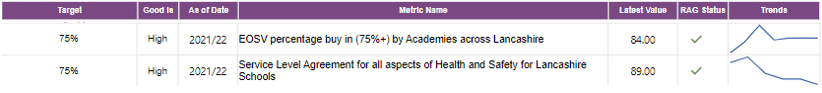 Target Good Is As of Date Metric Name Latest Value RAG Status Trends
75% High 2021/22 EOSV percentage buy in (75%+) by Academies across Lancashire 84.00
75% High 2021/22 Service Level Agreement for all aspects of Health and Safety for Lancashire 89.00
Schools